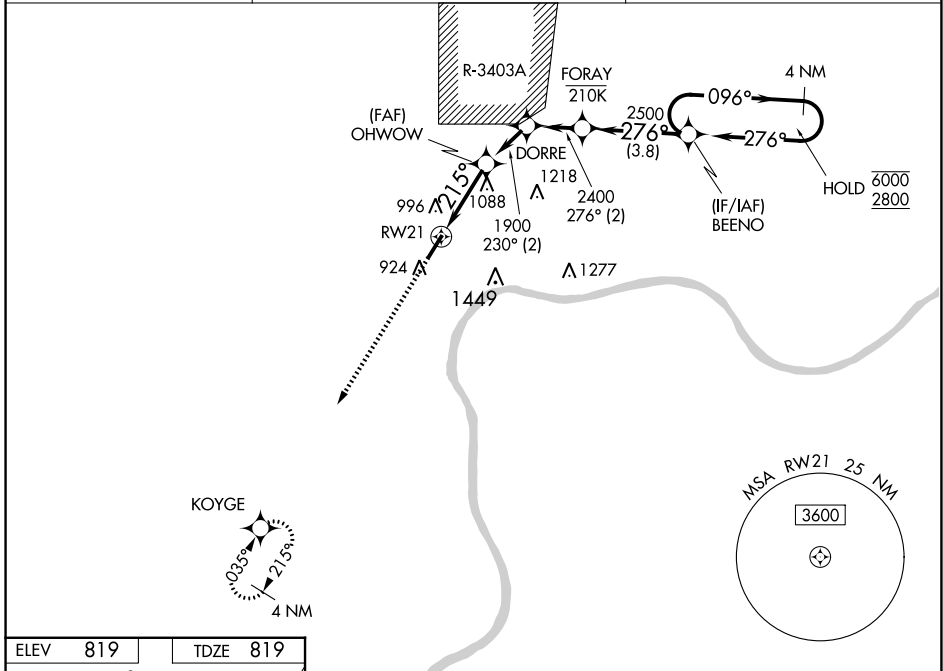 R-3403A
FORAY
210K
4 NM
096°
2500
276°
(3.8)
276°
(FAF)
OHWOW
DORRE
HOLD 6000
2800
(IF/IAF)
BEENO
2400
276° (2)
1218
1088
1900
230° (2)
215°
996
RW21
924
1277
1449
KOYGE
035°
215°
4 NM
MSA RW21 25 NM
3600
ELEV 819
TDZE 819